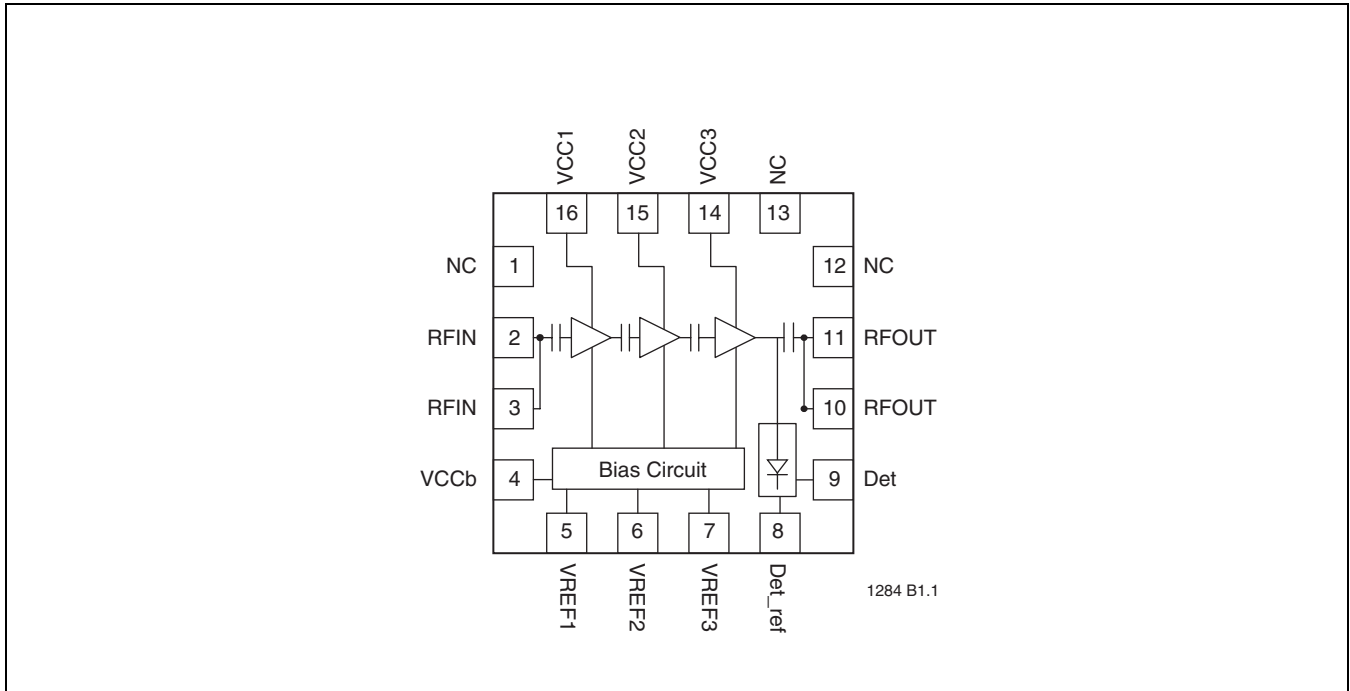 VCC1 VCC2 VCC3 NC
16 15 14 13
NC 1 12 NC
RFIN 2 11 RFOUT
RFIN 3 10 RFOUT
VCCb 4 Bias Circuit 9 Det
5 6 7 8
VREF1 VREF2 VREF3 Det_ref
1284 B1.1